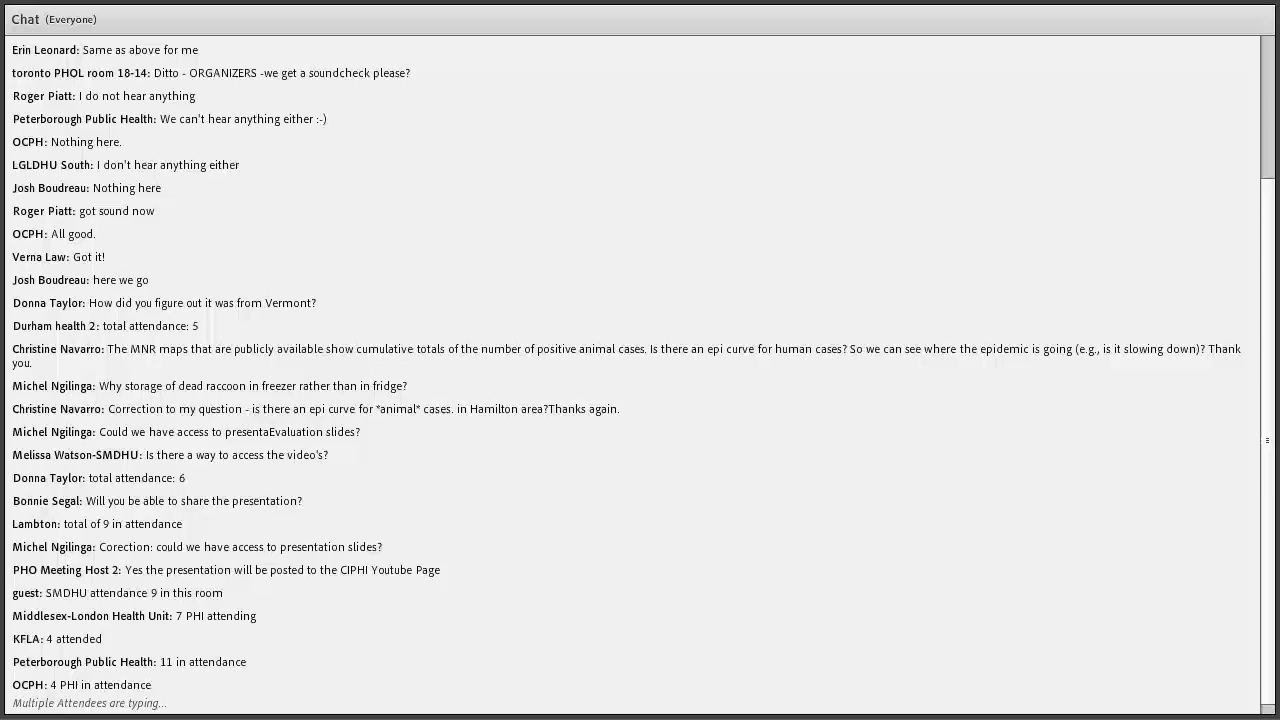 Chat (Everyone)
Erin Leonard: Same as above for me
toronto PHOL room 18-14: Ditto - ORGANIZERS -we get a soundcheck please?
Roger Piatt: I do not hear anything
Peterborough Public Health: We can't hear anything either :-)
OCPH: Nothing here.
LGLDHU South: I don't hear anything either
Josh Boudreau: Nothing here
Roger Piatt: got sound now
OCPH: All good.
Verna Law: Got it!
Josh Boudreau: here we go
Donna Taylor: How did you figure out it was from Vermont?
Durham health 2: total attendance: 5
Christine Navarro: The MNR maps that are publicly available show cumulative totals of the number of positive animal cases. Is there an epi curve for human cases? So we can see where the epidemic is going (e.g., is it slowing down)? Thank
you.
Michel Ngilinga: Why storage of dead raccoon in freezer rather than in fridge?
Christine Navarro: Correction to my question - is there an epi curve for *animal* cases. in Hamilton area?Thanks again.
Michel Ngilinga: Could we have access to presentaEvaluation slides?
Melissa Watson-SMDHU: Is there a way to access the video's?
Donna Taylor: total attendance: 6
Bonnie Segal: Will you be able to share the presentation?
Lambton: total of 9 in attendance
Michel Ngilinga: Corection: could we have access to presentation slides?
PHO Meeting Host 2: Yes the presentation will be posted to the CIPHI Youtube Page
guest: SMDHU attendance 9 in this room
Middlesex-London Health Unit: 7 PHI attending
KFLA: 4 attended
Peterborough Public Health: 11 in attendance
OCPH: 4 PHI in attendance
Multiple Attendees are typing...